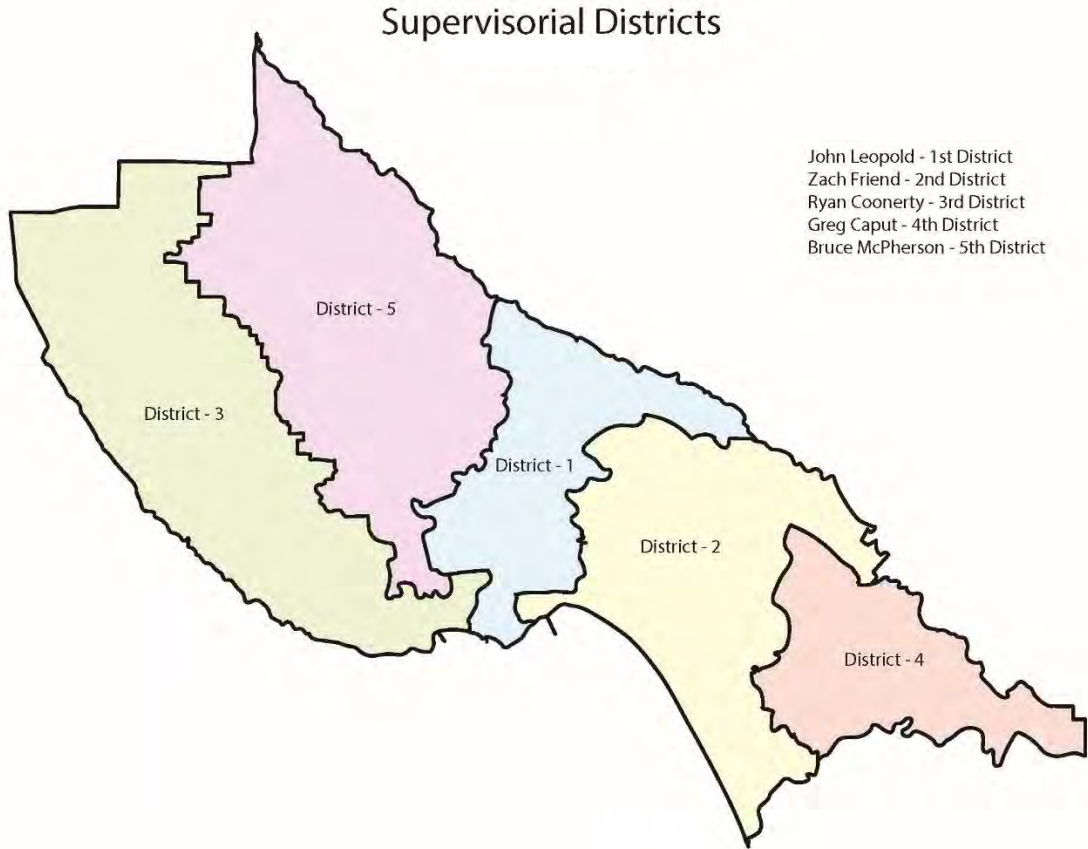 Supervisorial Districts
John Leopold - 1st District
Zach Friend - 2nd District
Ryan Coonerty - 3rd District
Greg Caput - 4th District
Bruce McPherson - 5th District
District - 5
District - 3
District - 1
District - 2
District - 4